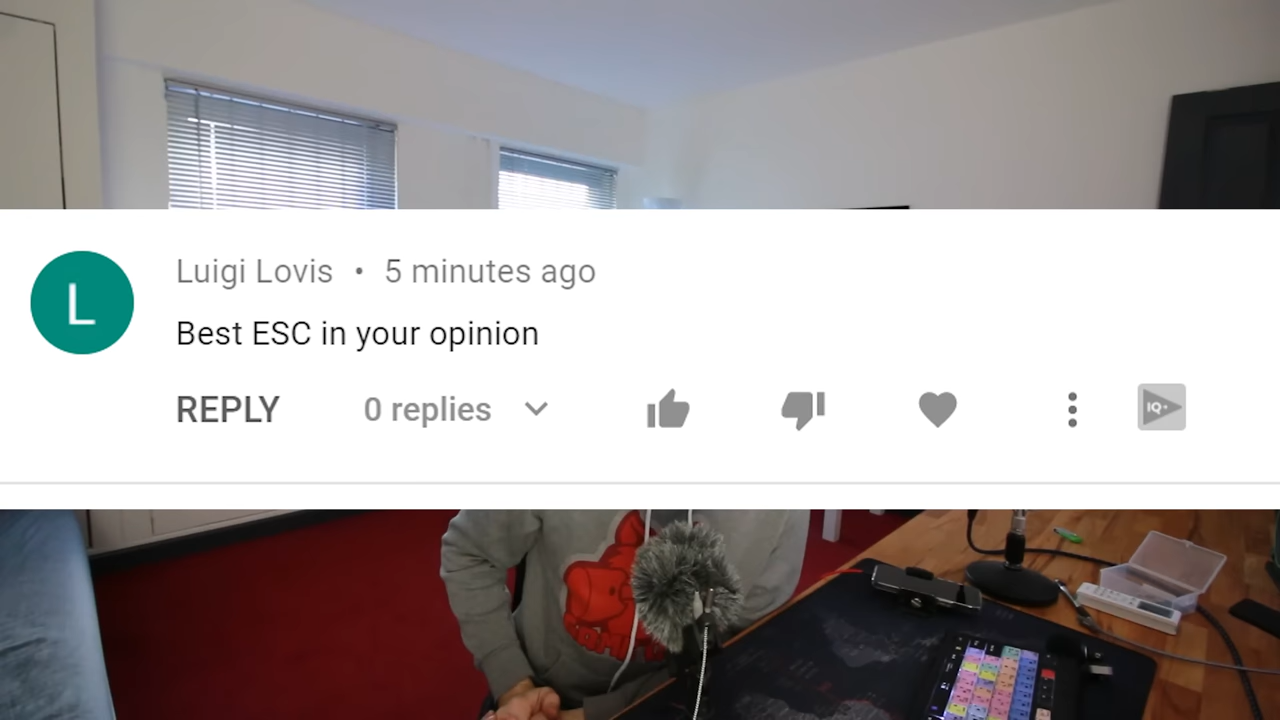 L
Luigi Lovis • 5 minutes ago
Best ESC in your opinion
REPLY 0 replies
IQ